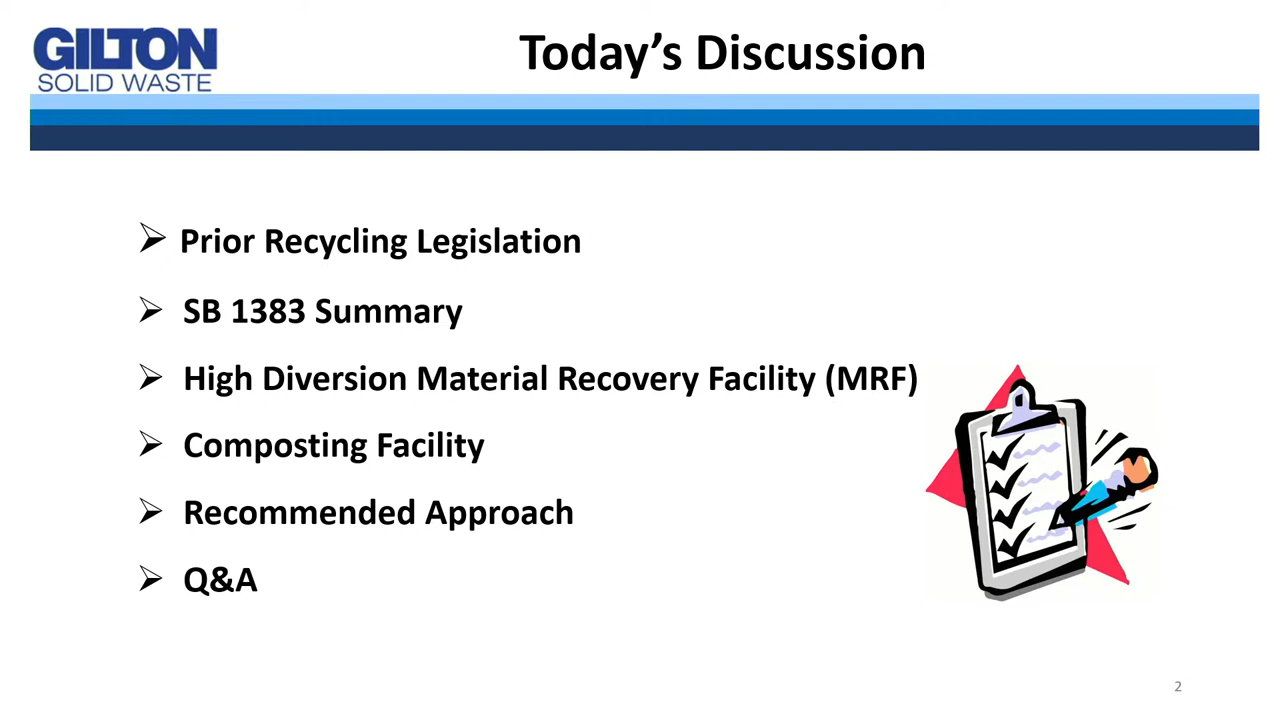 GILTON
SOLID WASTE
Today’s Discussion
Prior Recycling Legislation
SB 1383 Summary
High Diversion Material Recovery Facility (MRF)
Composting Facility
Recommended Approach
Q&A
2